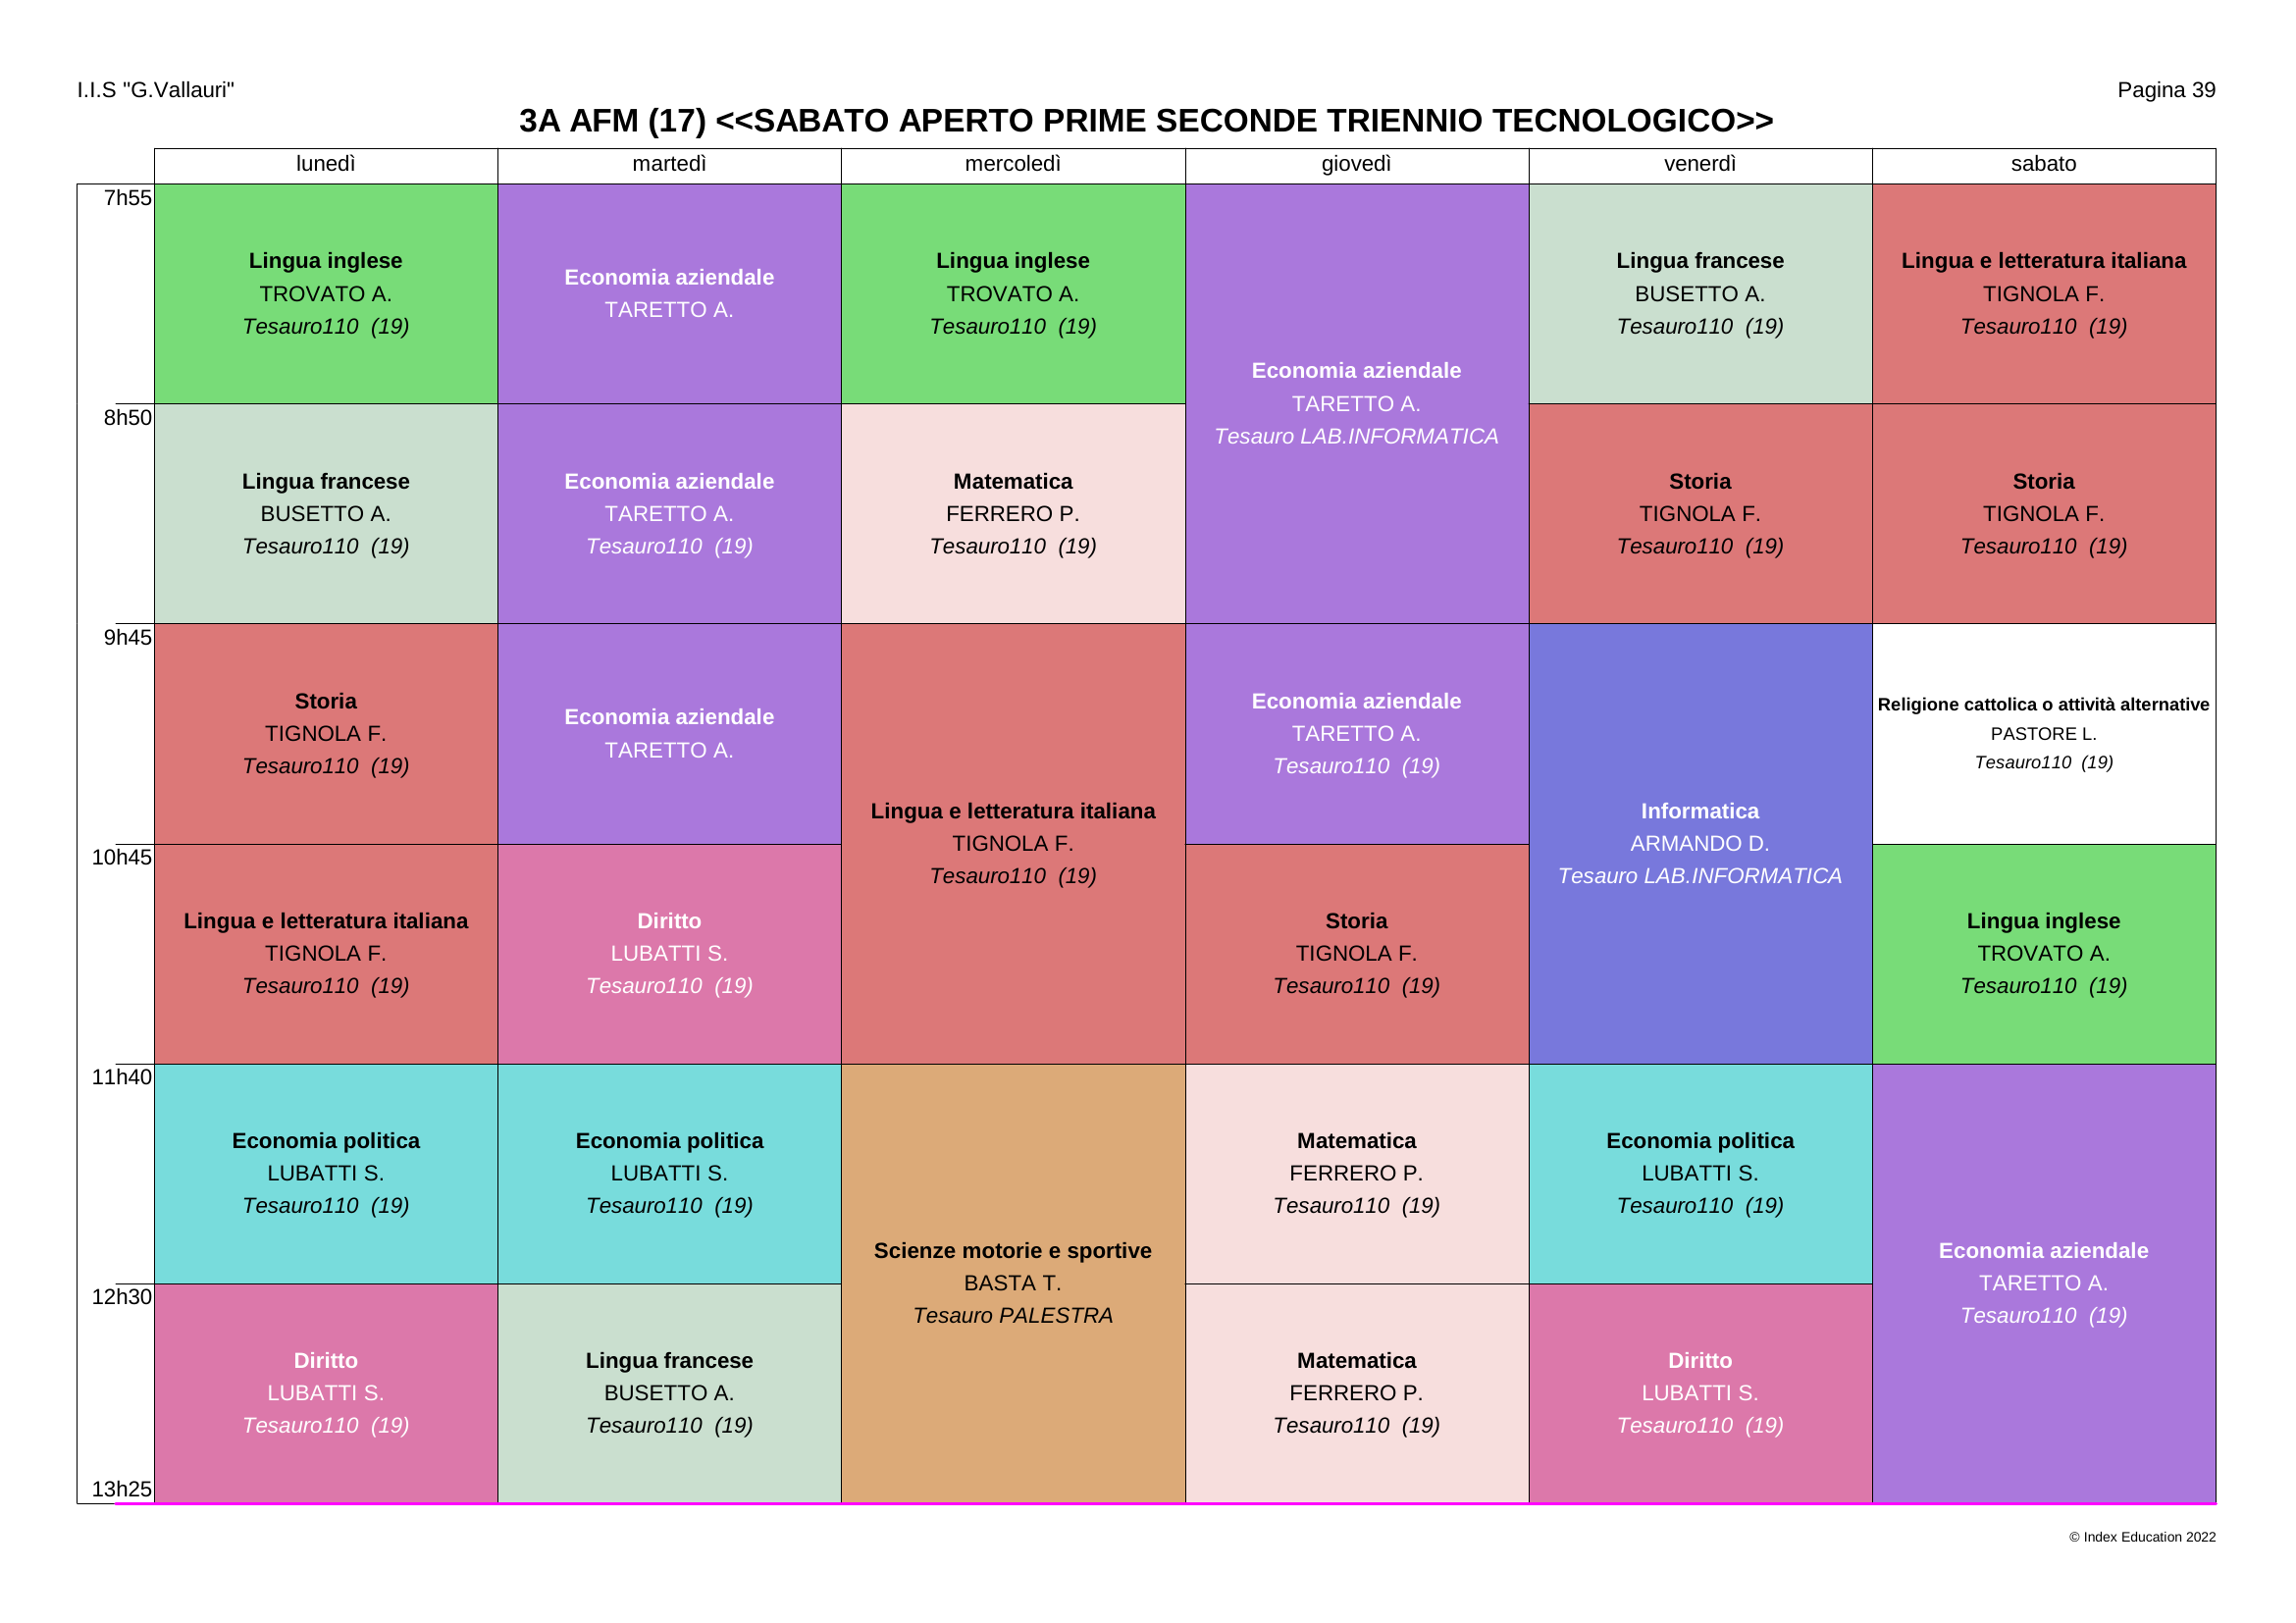 I.I.S "G.Vallauri"
Pagina 39
3A AFM (17) <<SABATO APERTO PRIME SECONDE TRIENNIO TECNOLOGICO>>
lunedì
martedì
mercoledì
giovedì
venerdì
sabato
7h55
Lingua inglese
TROVATO A.
Tesauro110 (19)
Economia aziendale
TARETTO A.
Lingua inglese
TROVATO A.
Tesauro110 (19)
Economia aziendale
TARETTO A.
Tesauro LAB.INFORMATICA
Lingua francese
BUSETTO A.
Tesauro110 (19)
Lingua e letteratura italiana
TIGNOLA F.
Tesauro110 (19)
8h50
Lingua francese
BUSETTO A.
Tesauro110 (19)
Economia aziendale
TARETTO A.
Tesauro110 (19)
Matematica
FERRERO P.
Tesauro110 (19)
Storia
TIGNOLA F.
Tesauro110 (19)
Storia
TIGNOLA F.
Tesauro110 (19)
9h45
Storia
TIGNOLA F.
Tesauro110 (19)
Economia aziendale
TARETTO A.
Lingua e letteratura italiana
TIGNOLA F.
Tesauro110 (19)
Economia aziendale
TARETTO A.
Tesauro110 (19)
Informatica
ARMANDO D.
Tesauro LAB.INFORMATICA
Religione cattolica o attività alternative
PASTORE L.
Tesauro110 (19)
10h45
Lingua e letteratura italiana
TIGNOLA F.
Tesauro110 (19)
Diritto
LUBATTI S.
Tesauro110 (19)
Storia
TIGNOLA F.
Tesauro110 (19)
Lingua inglese
TROVATO A.
Tesauro110 (19)
11h40
Economia politica
LUBATTI S.
Tesauro110 (19)
Economia politica
LUBATTI S.
Tesauro110 (19)
Scienze motorie e sportive
BASTA T.
Tesauro PALESTRA
Matematica
FERRERO P.
Tesauro110 (19)
Economia politica
LUBATTI S.
Tesauro110 (19)
Economia aziendale
TARETTO A.
Tesauro110 (19)
12h30
Diritto
LUBATTI S.
Tesauro110 (19)
Lingua francese
BUSETTO A.
Tesauro110 (19)
Matematica
FERRERO P.
Tesauro110 (19)
Diritto
LUBATTI S.
Tesauro110 (19)
13h25
© Index Education 2022